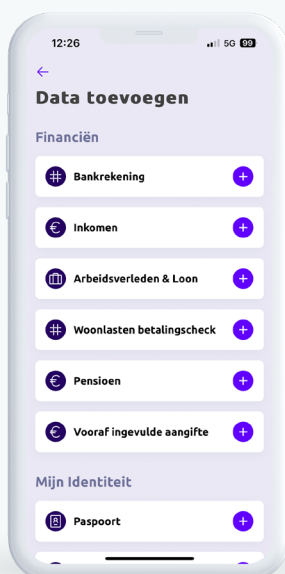 12:26
5G 99
Data toevoegen
Financiën
Bankrekening
Inkomen
Arbeidsverleden & Loon
Woonlasten betalingscheck
Pensioen
Vooraf ingevulde aangifte
Mijn Identiteit
Paspoort